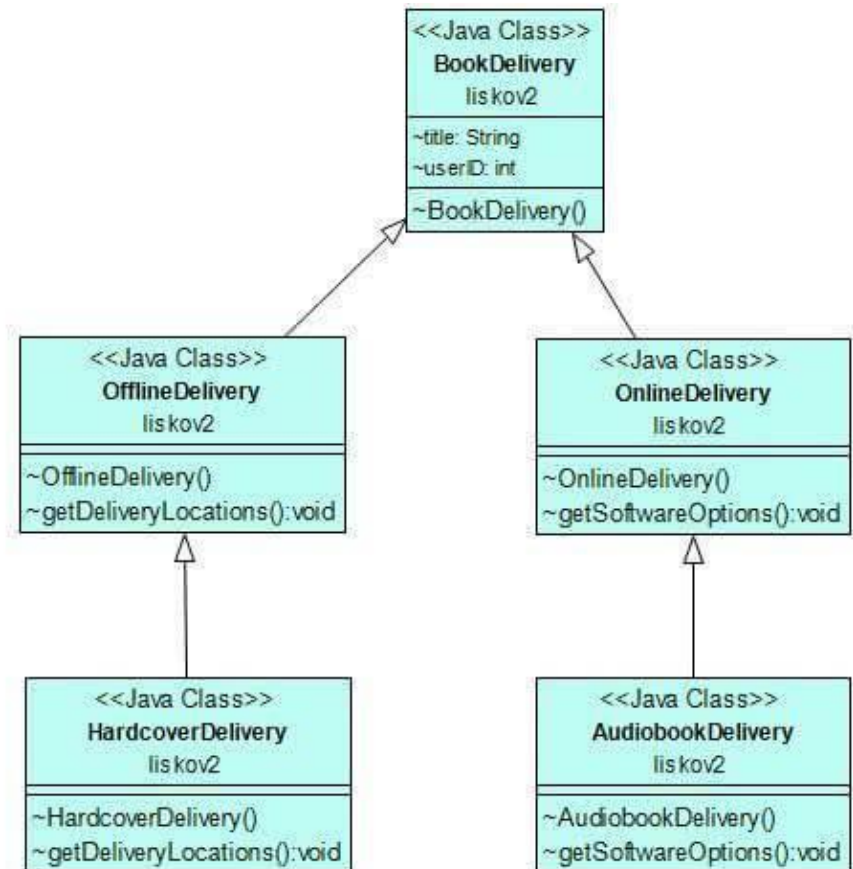 <<Java Class>>
BookDelivery
liskov2
~title: String
~userID: int
~BookDelivery()
<<Java Class>>
OfflineDelivery
liskov2
~OfflineDelivery()
~getDeliveryLocations():void
<<Java Class>>
OnlineDelivery
liskov2
~OnlineDelivery()
~getSoftwareOptions():void
<<Java Class>>
HardcoverDelivery
liskov2
~HardcoverDelivery()
~getDeliveryLocations():void
<<Java Class>>
AudiobookDelivery
liskov2
~AudiobookDelivery()
~getSoftwareOptions():void